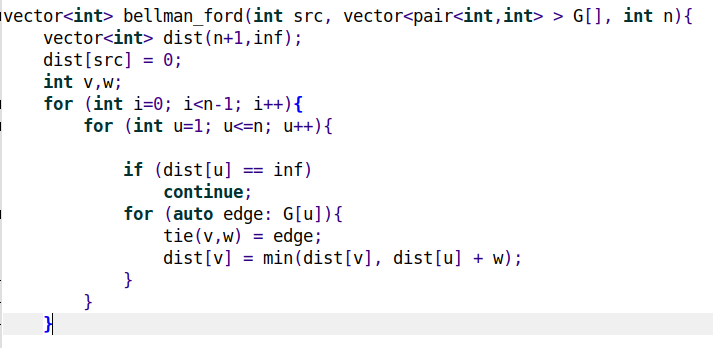 vector<int> bellman_ford(int src, vector<pair<int,int> > G[], int n){
    vector<int> dist(n+1,inf);
    dist[src] = 0;
    int v,w;
    for (int i=0; i<n-1; i++){
        for (int u=1; u<=n; u++){
            if (dist[u] == inf)
                continue;
            for (auto edge: G[u]){
                tie(v,w) = edge;
                dist[v] = min(dist[v], dist[u] + w);
            }
        }
    }